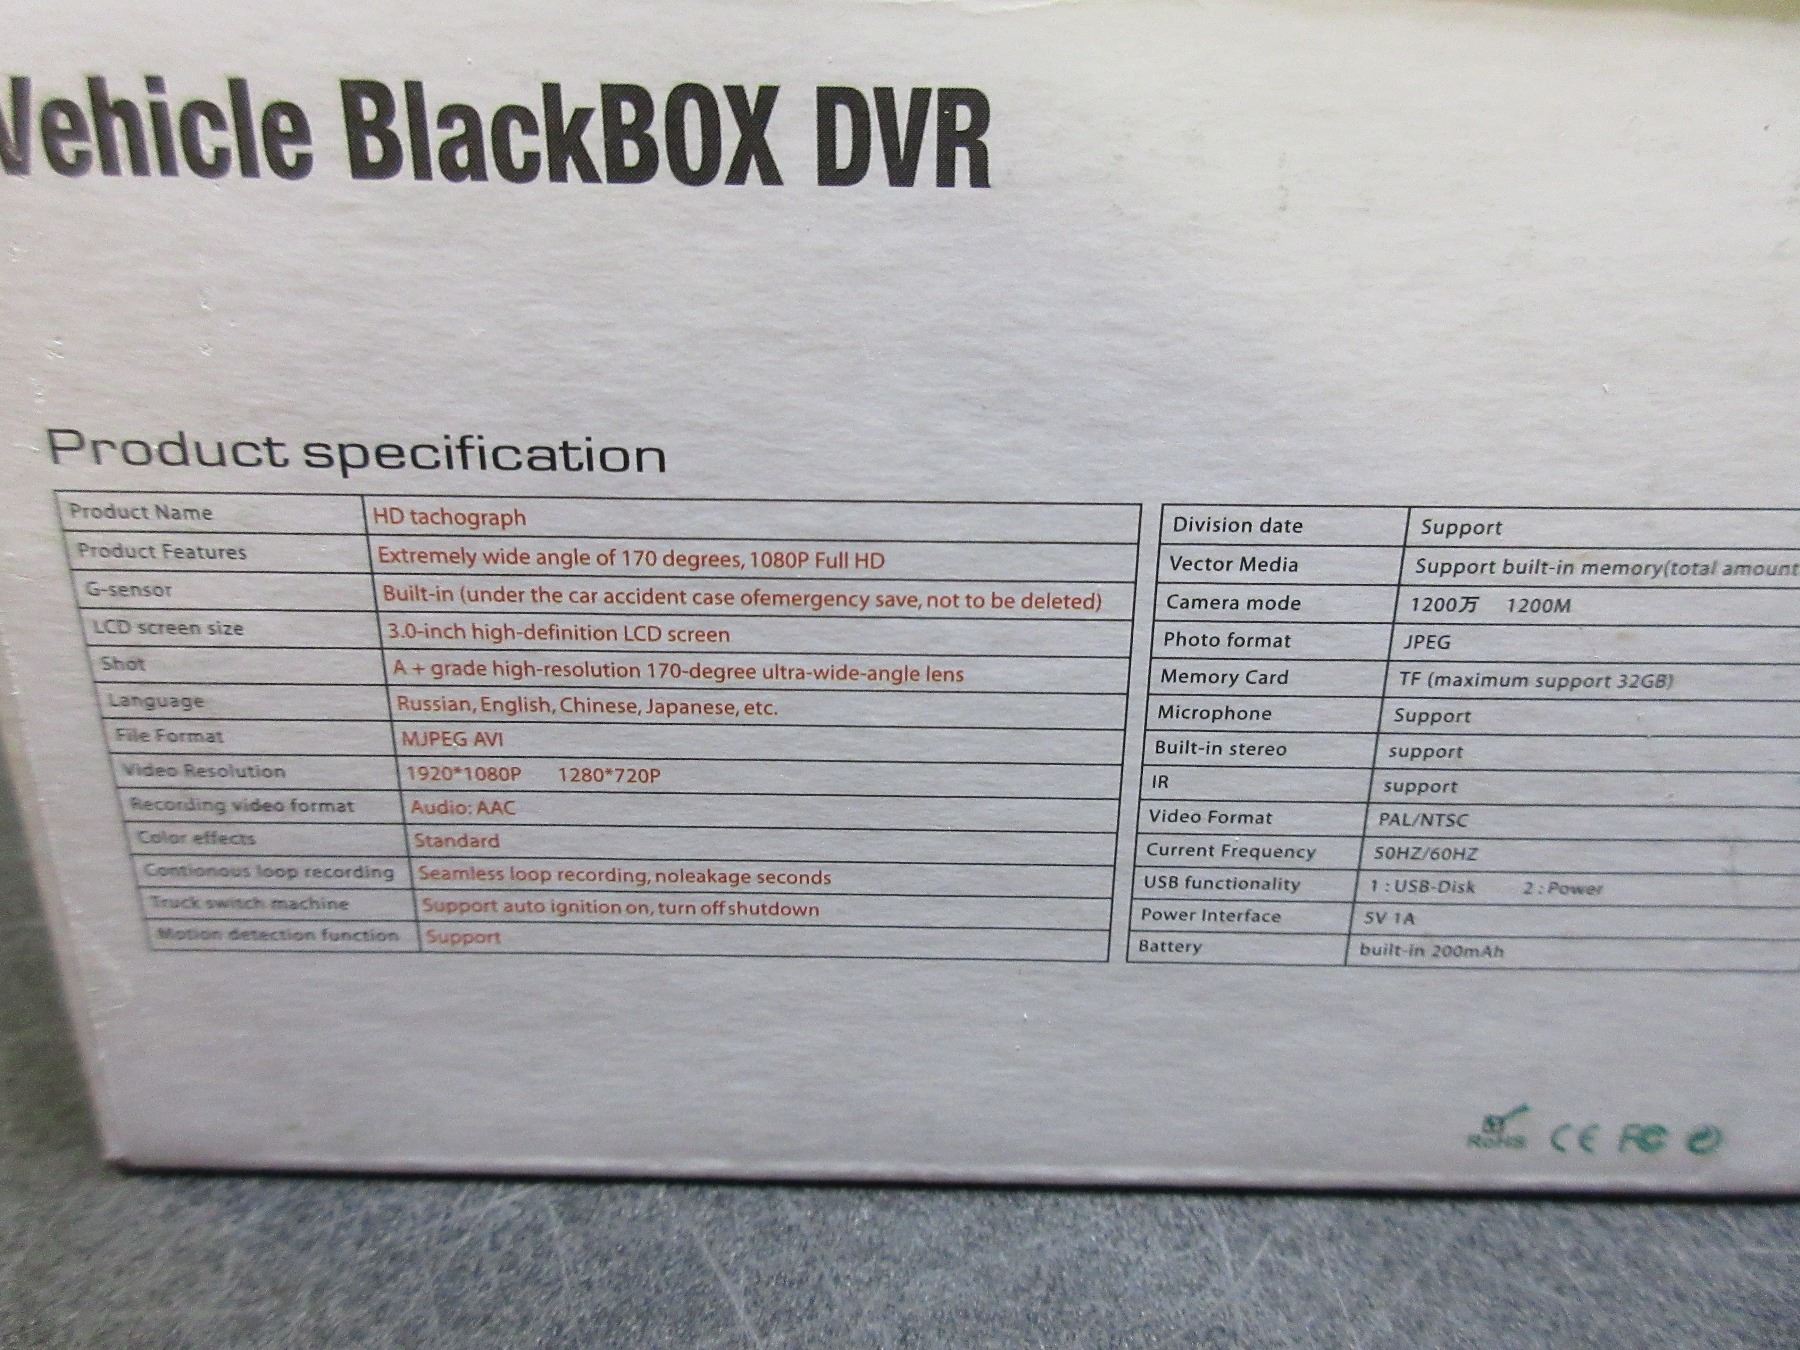 Vehicle BlackBOX DVR
Product specification
Product Name HD tachograph
Product Features Extremely wide angle of 170 degrees, 1080P Full HD
G-sensor Built-in (under the car accident case ofemergency save, not to be deleted)
LCD screen size 3.0-inch high-definition LCD screen
Shot A + grade high-resolution 170-degree ultra-wide-angle lens
Language Russian, English, Chinese, Japanese, etc.
File Format MJPEG AVI
Video Resolution 1920*1080P 1280*720P
Recording video format Audio: AAC
Color effects Standard
Contionous loop recording Seamless loop recording, noleakage seconds
Truck switch machine Support auto ignition on, turn off shutdown
Motion detection function Support
Division date Support
Vector Media Support built-in memory(total amount
Camera mode 1200万 1200M
Photo format JPEG
Memory Card TF (maximum support 32GB)
Microphone Support
Built-in stereo support
IR support
Video Format PAL/NTSC
Current Frequency 50HZ/60HZ
USB functionality 1 : USB-Disk 2 : Power
Power Interface 5V 1A
Battery built-in 200mAh
RoHS CE FC